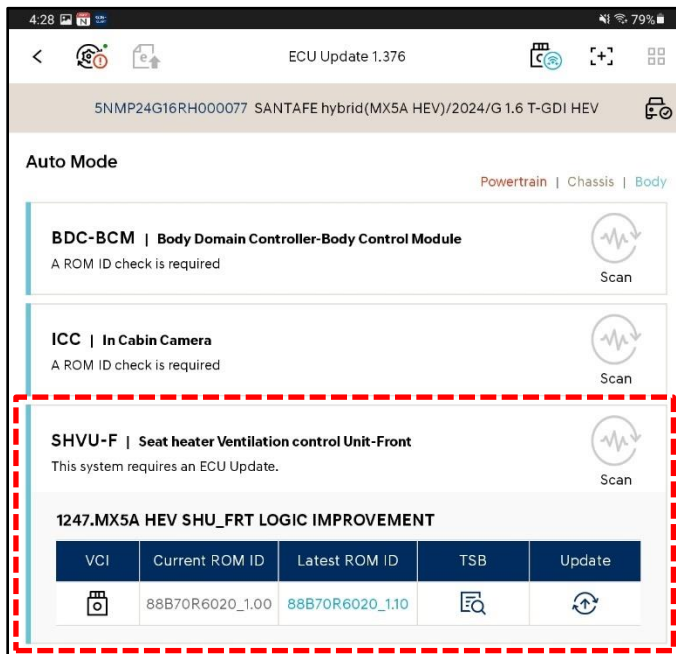 4:28 79%
ECU Update 1.376
5NMP24G16RH000077 SANTAFE hybrid(MX5A HEV)/2024/G 1.6 T-GDI HEV
Auto Mode
Powertrain | Chassis | Body
BDC-BCM | Body Domain Controller-Body Control Module
A ROM ID check is required
Scan
ICC | In Cabin Camera
A ROM ID check is required
Scan
SHVU-F | Seat heater Ventilation control Unit-Front
This system requires an ECU Update.
Scan
1247.MX5A HEV SHU_FRT LOGIC IMPROVEMENT
VCI Current ROM ID Latest ROM ID TSB Update
88B70R6020_1.00 88B70R6020_1.10